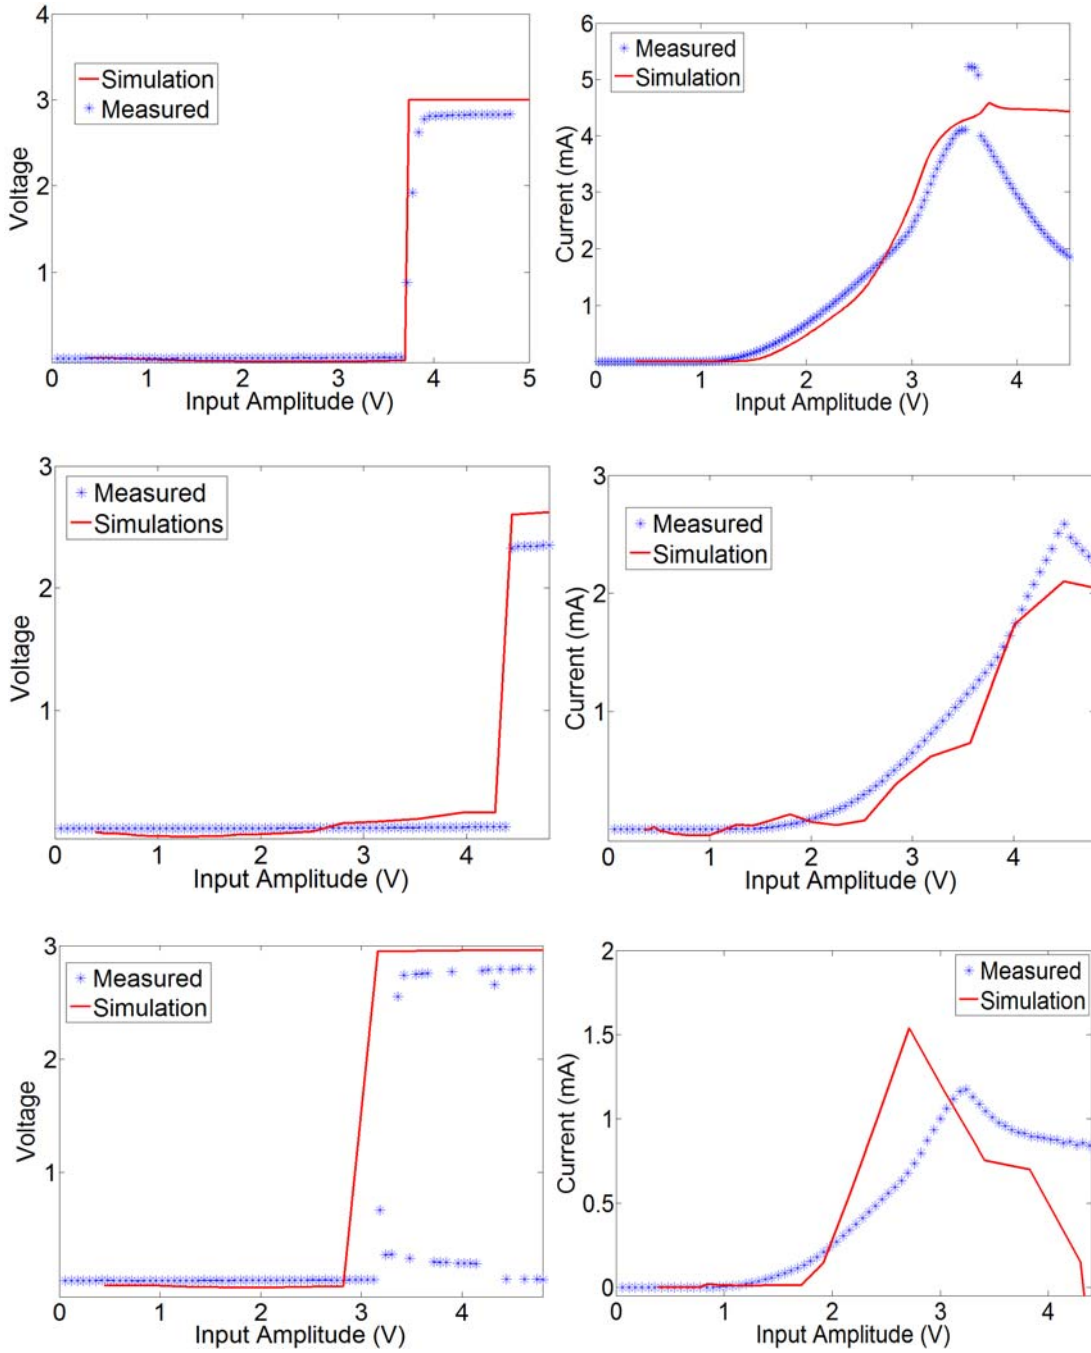 4
3
2
1
0
1
2
3
4
5
Voltage
Input Amplitude (V)
Simulation
Measured
6
5
4
3
2
1
0
1
2
3
4
Current (mA)
Input Amplitude (V)
Measured
Simulation
3
2
1
0
1
2
3
4
Voltage
Input Amplitude (V)
Measured
Simulations
3
2
1
0
1
2
3
4
Current (mA)
Input Amplitude (V)
Measured
Simulation
3
2
1
0
1
2
3
4
Voltage
Input Amplitude (V)
Measured
Simulation
2
1.5
1
0.5
0
0
1
2
3
4
Current (mA)
Input Amplitude (V)
Measured
Simulation